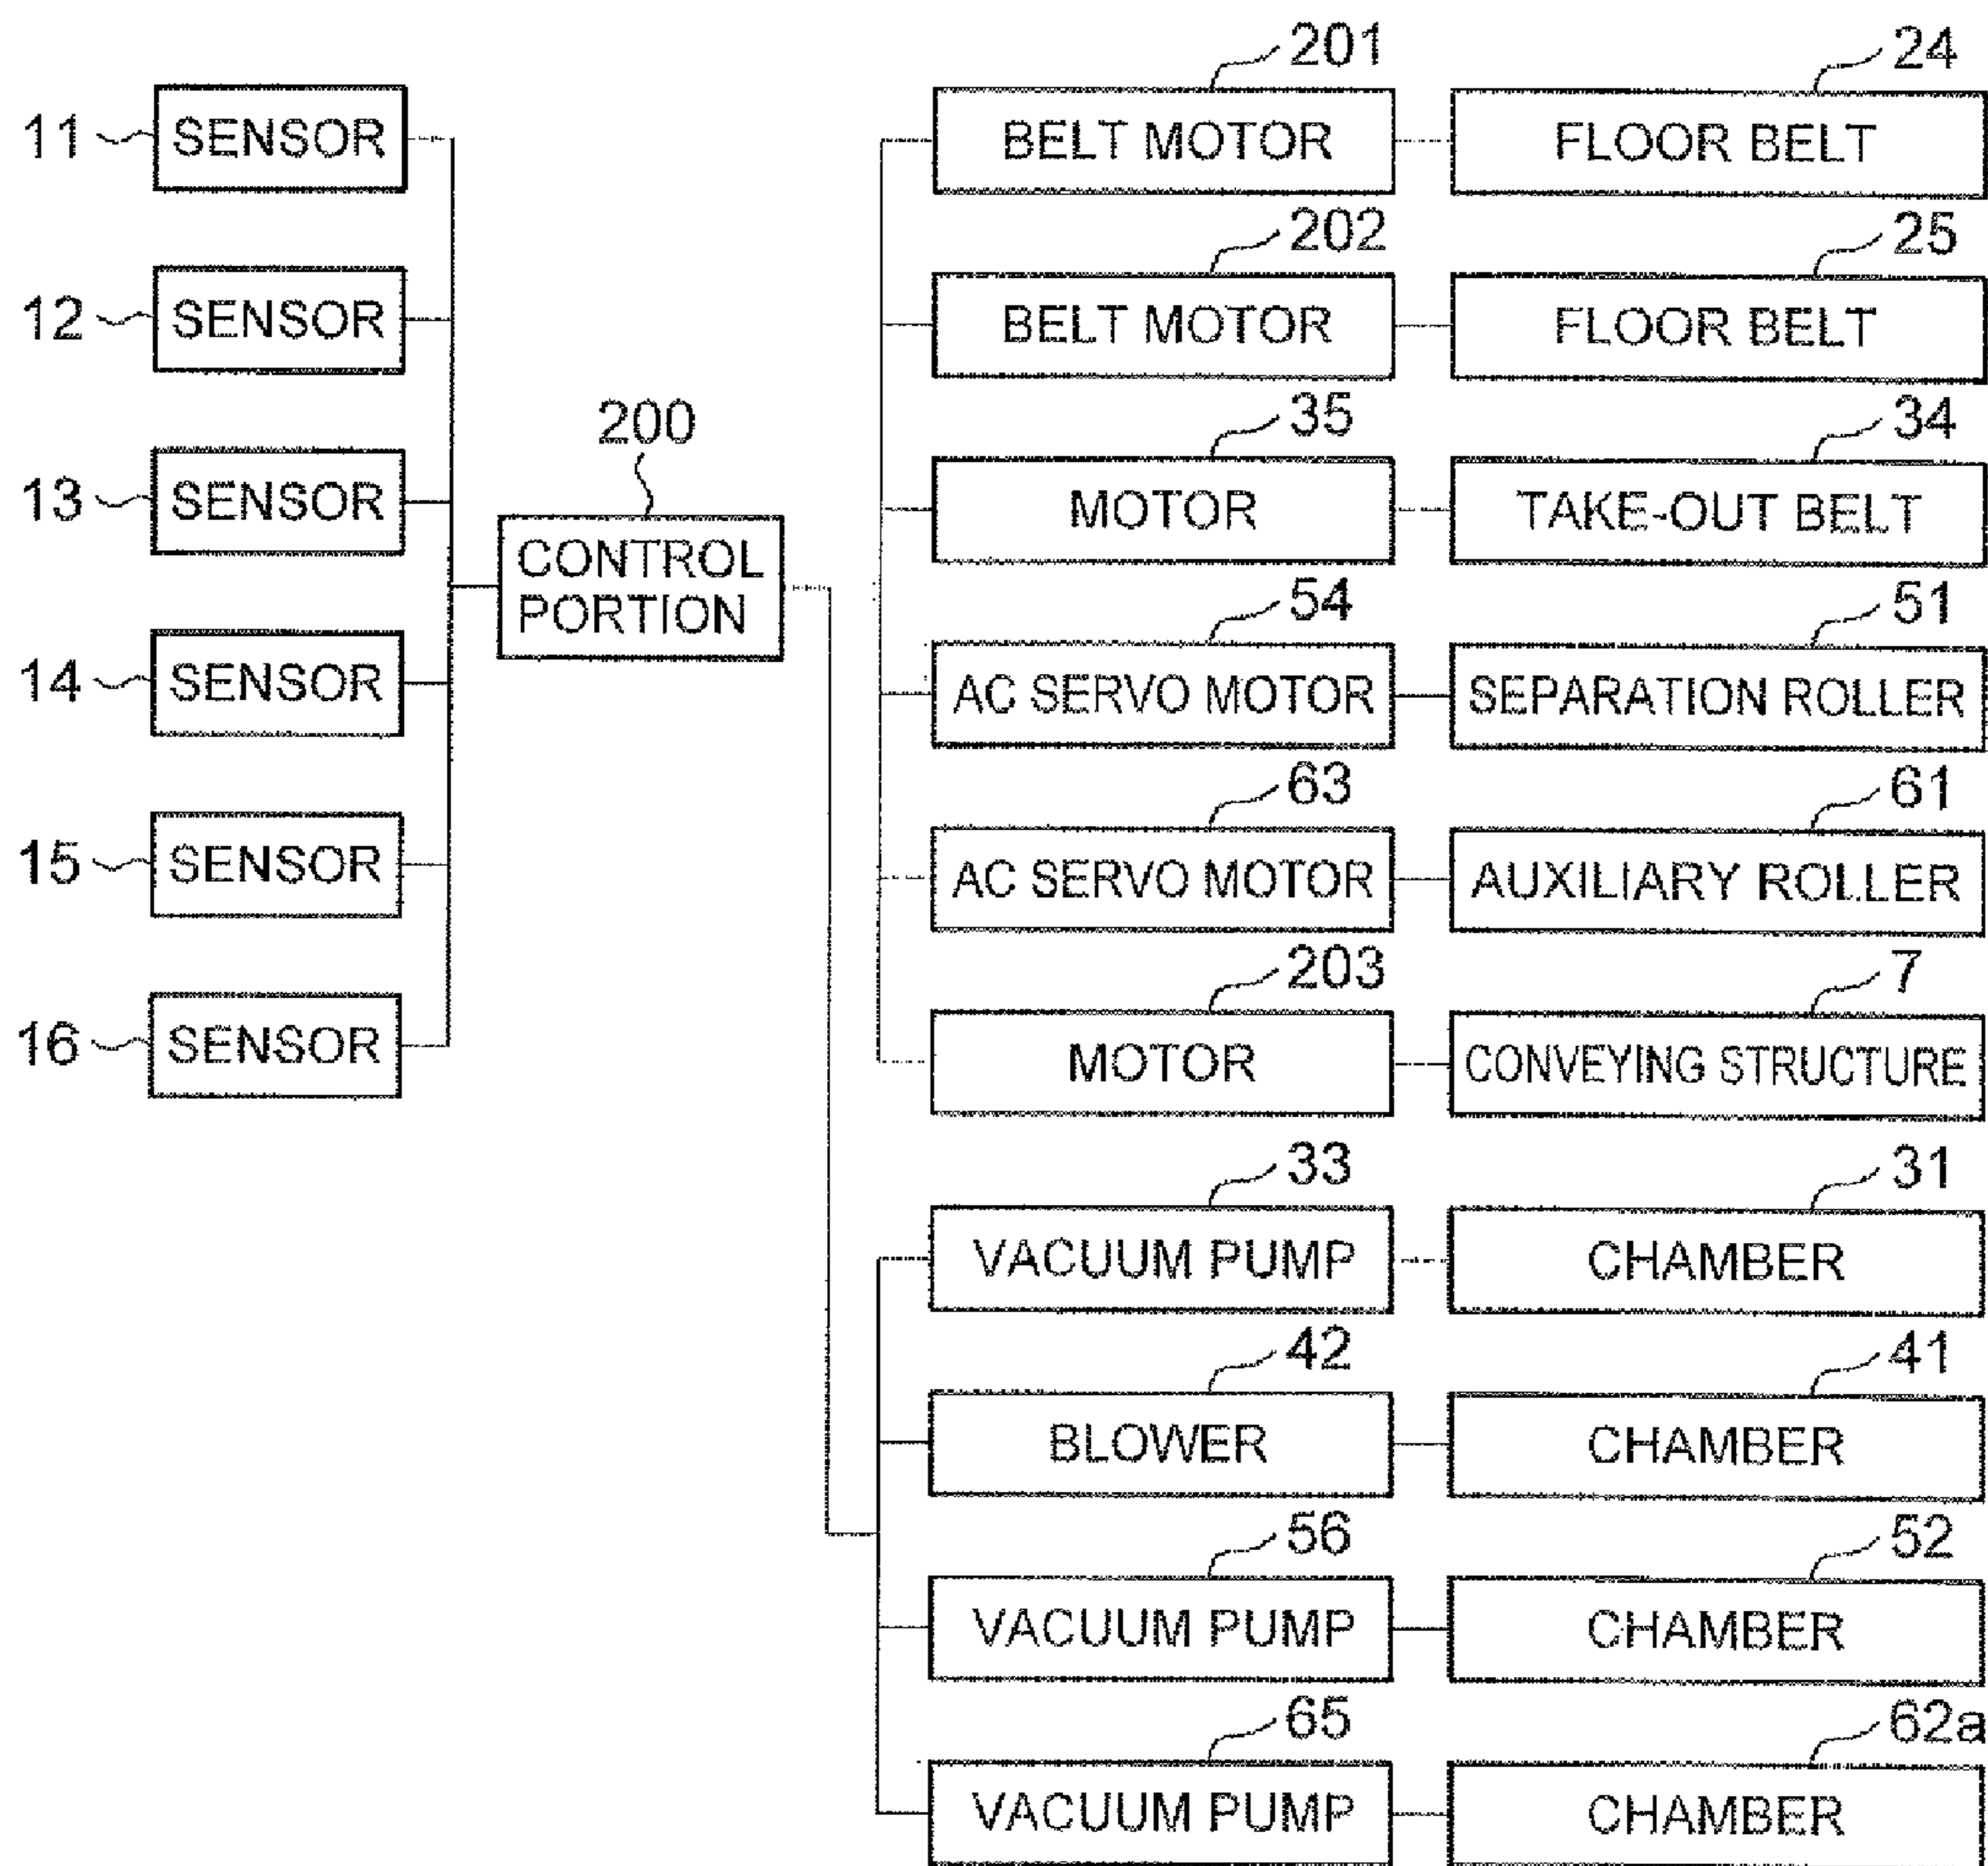 11
SENSOR
12
SENSOR
13
SENSOR
14
SENSOR
15
SENSOR
16
SENSOR
200
CONTROL
PORTION
201
BELT MOTOR
24
FLOOR BELT
202
BELT MOTOR
25
FLOOR BELT
35
MOTOR
34
TAKE-OUT BELT
54
AC SERVO MOTOR
51
SEPARATION ROLLER
63
AC SERVO MOTOR
61
AUXILIARY ROLLER
203
MOTOR
7
CONVEYING STRUCTURE
33
VACUUM PUMP
31
CHAMBER
42
BLOWER
41
CHAMBER
56
VACUUM PUMP
52
CHAMBER
65
VACUUM PUMP
62a
CHAMBER